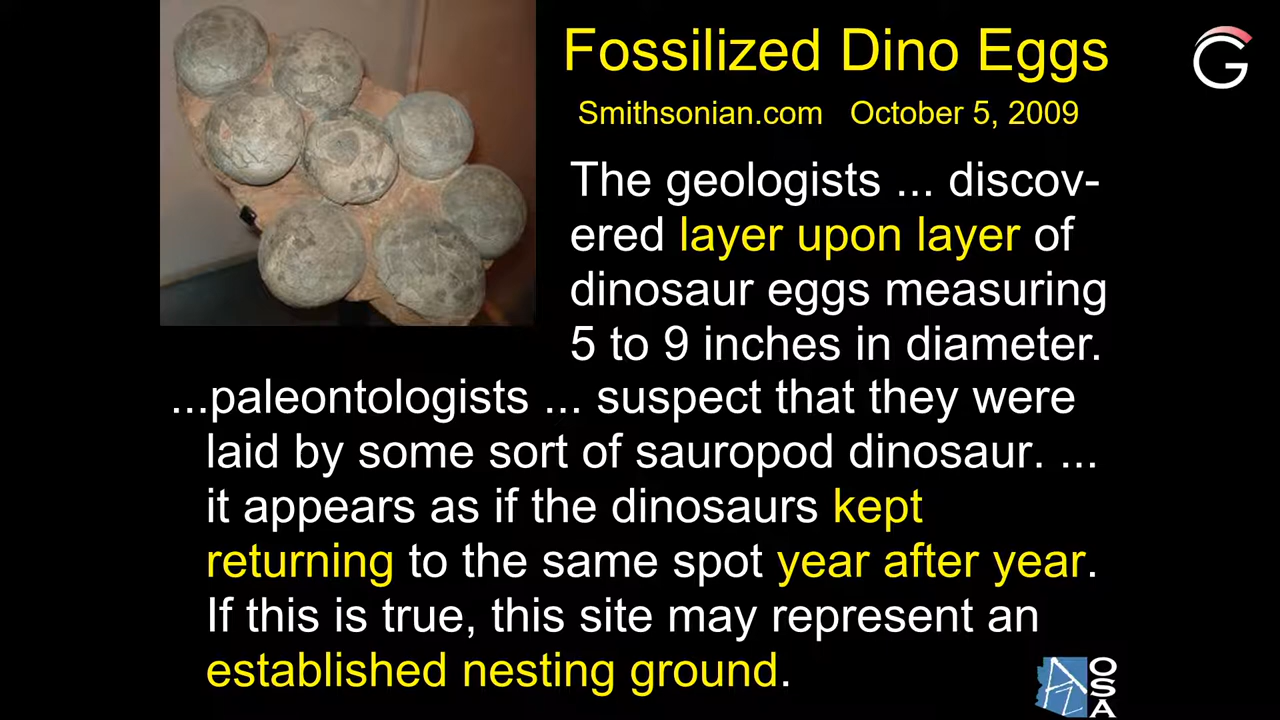 Fossilized Dino Eggs
G
Smithsonian.com October 5, 2009
The geologists ... discov-
ered layer upon layer of
dinosaur eggs measuring
5 to 9 inches in diameter.
...paleontologists ... suspect that they were
laid by some sort of sauropod dinosaur. ...
it appears as if the dinosaurs kept
returning to the same spot year after year.
If this is true, this site may represent an
established nesting ground.
AZ
OSA